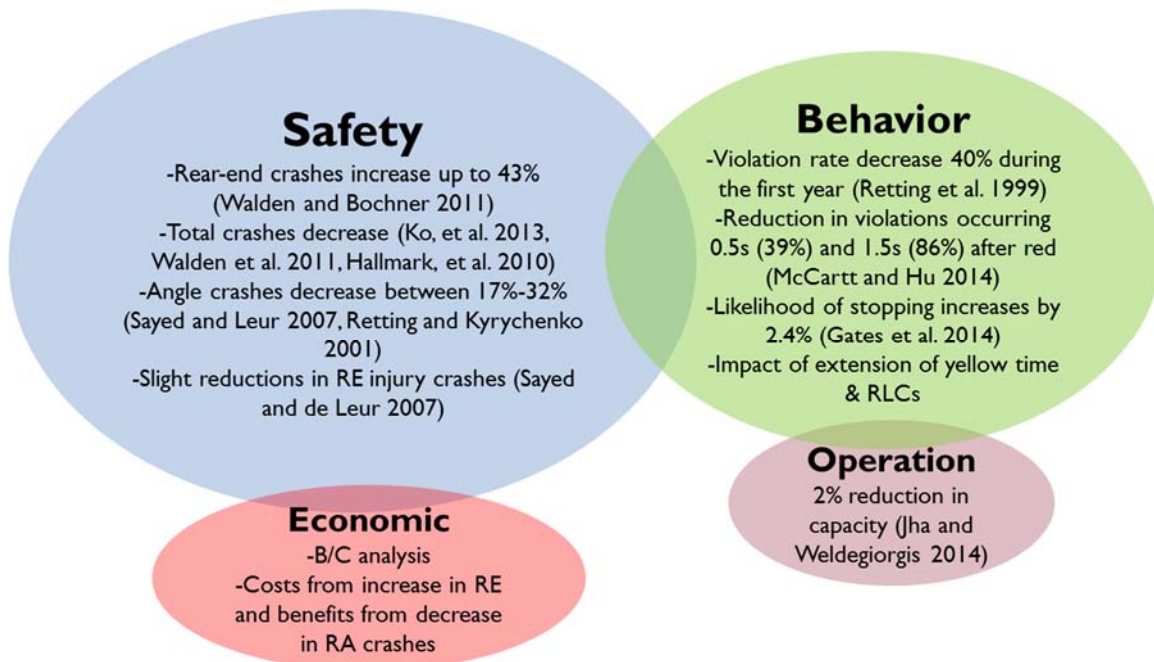 Safety
-Rear-end crashes increase up to 43%
(Walden and Bochner 2011)
-Total crashes decrease (Ko, et al. 2013,
Walden et al. 2011, Hallmark, et al. 2010)
-Angle crashes decrease between 17%-32%
(Sayed and Leur 2007, Retting and Kyrychenko
2001)
-Slight reductions in RE injury crashes (Sayed
and de Leur 2007)
Behavior
-Violation rate decrease 40% during
the first year (Retting et al. 1999)
-Reduction in violations occurring
0.5s (39%) and 1.5s (86%) after red
(McCartt and Hu 2014)
-Likelihood of stopping increases by
2.4% (Gates et al. 2014)
-Impact of extension of yellow time
& RLCs
Operation
2% reduction in
capacity (Jha and
Weldegiorgis 2014)
Economic
-B/C analysis
-Costs from increase in RE
and benefits from decrease
in RA crashes